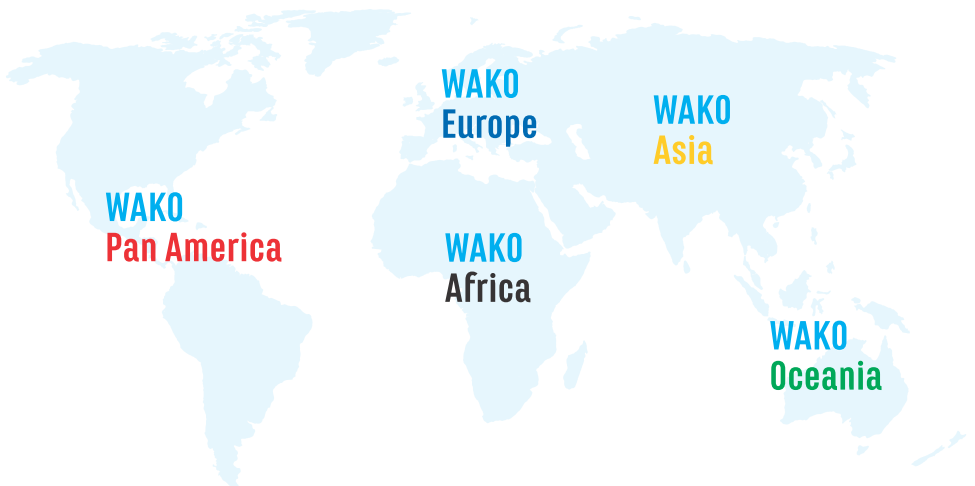 WAKO
Europe
WAKO
Asia
WAKO
Pan America
WAKO
Africa
WAKO
Oceania